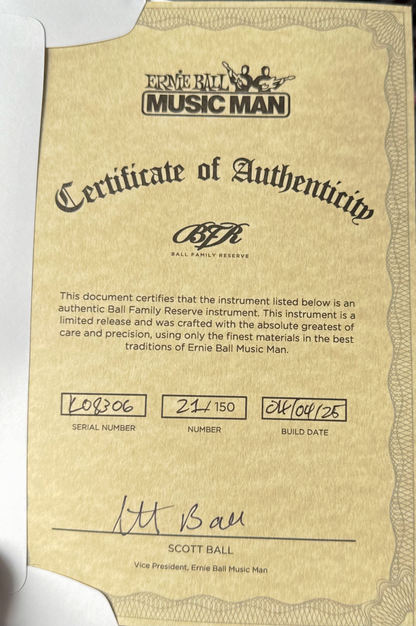 ERNIE BALL
MUSIC MAN
Certificate of Authenticity
BFR
BALL FAMILY RESERVE
This document certifies that the instrument listed below is an
authentic Ball Family Reserve instrument. This instrument is a
limited release and was crafted with the absolute greatest of
care and precision, using only the finest materials in the best
traditions of Ernie Ball Music Man.
K08306 21/150 04/04/25
SERIAL NUMBER NUMBER BUILD DATE
Scott Ball
SCOTT BALL
Vice President, Ernie Ball Music Man